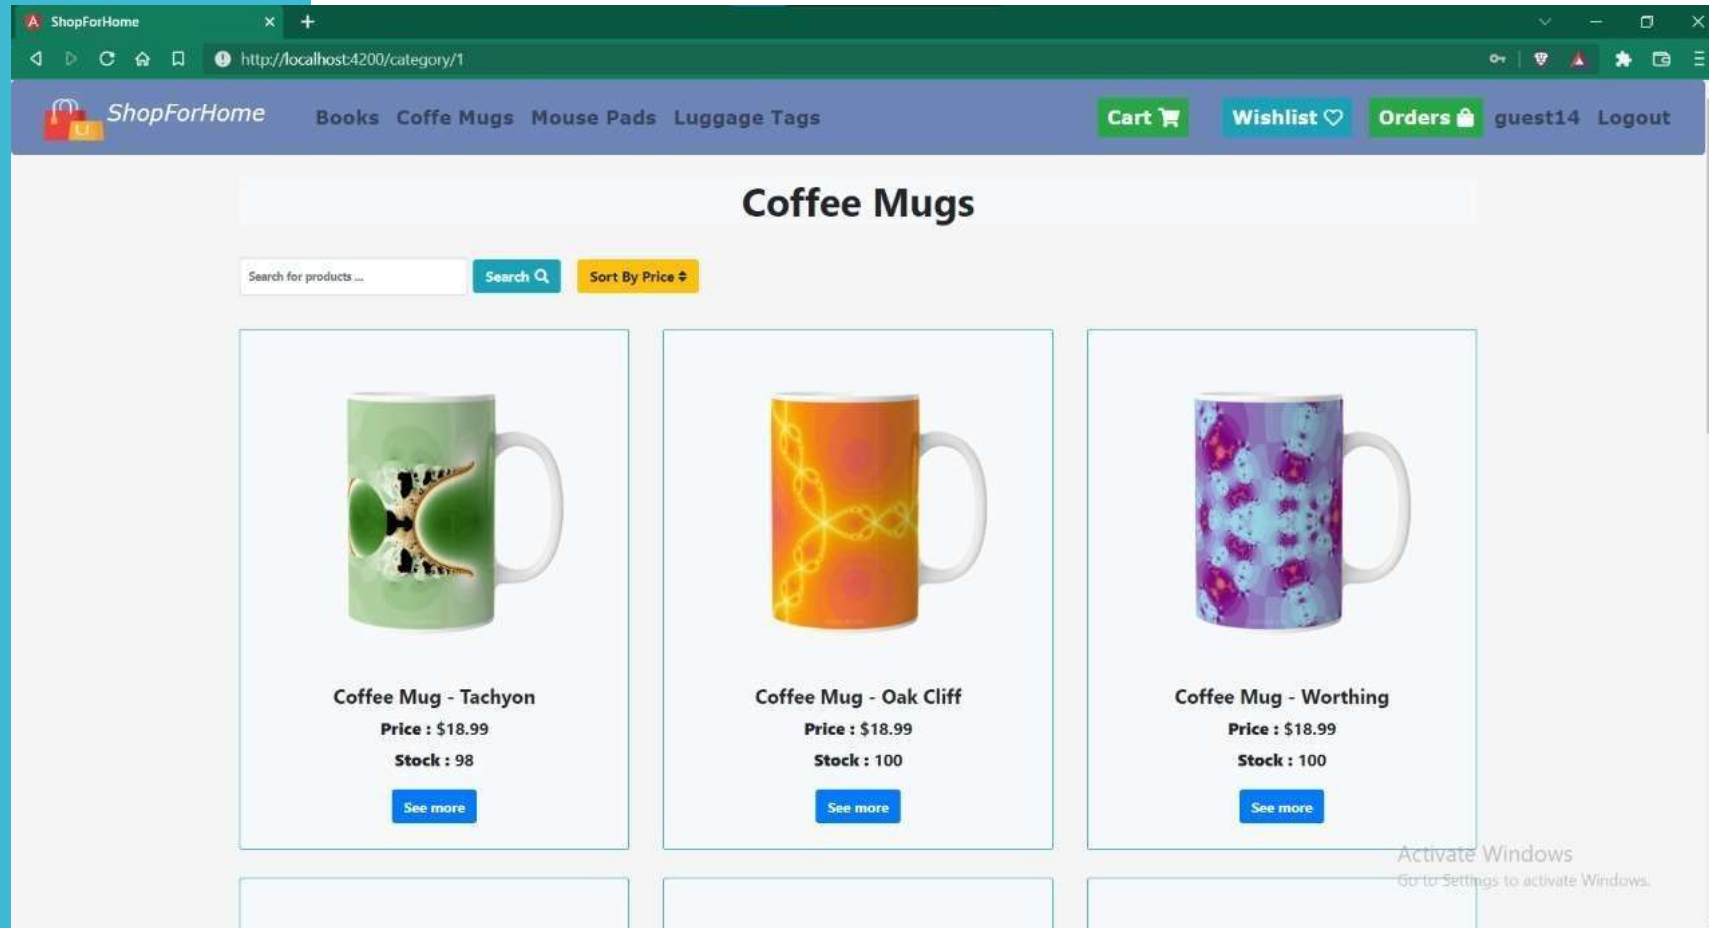 ShopForHome
http://localhost:4200/category/1
ShopForHome Books Coffe Mugs Mouse Pads Luggage Tags Cart Wishlist Orders guest14 Logout
Coffee Mugs
Search for products ... Search Sort By Price
Coffee Mug - Tachyon Coffee Mug - Oak Cliff Coffee Mug - Worthing
Price : $18.99 Price : $18.99 Price : $18.99
Stock : 98 Stock : 100 Stock : 100
See more See more See more
Activate Windows
Go to Settings to activate Windows.